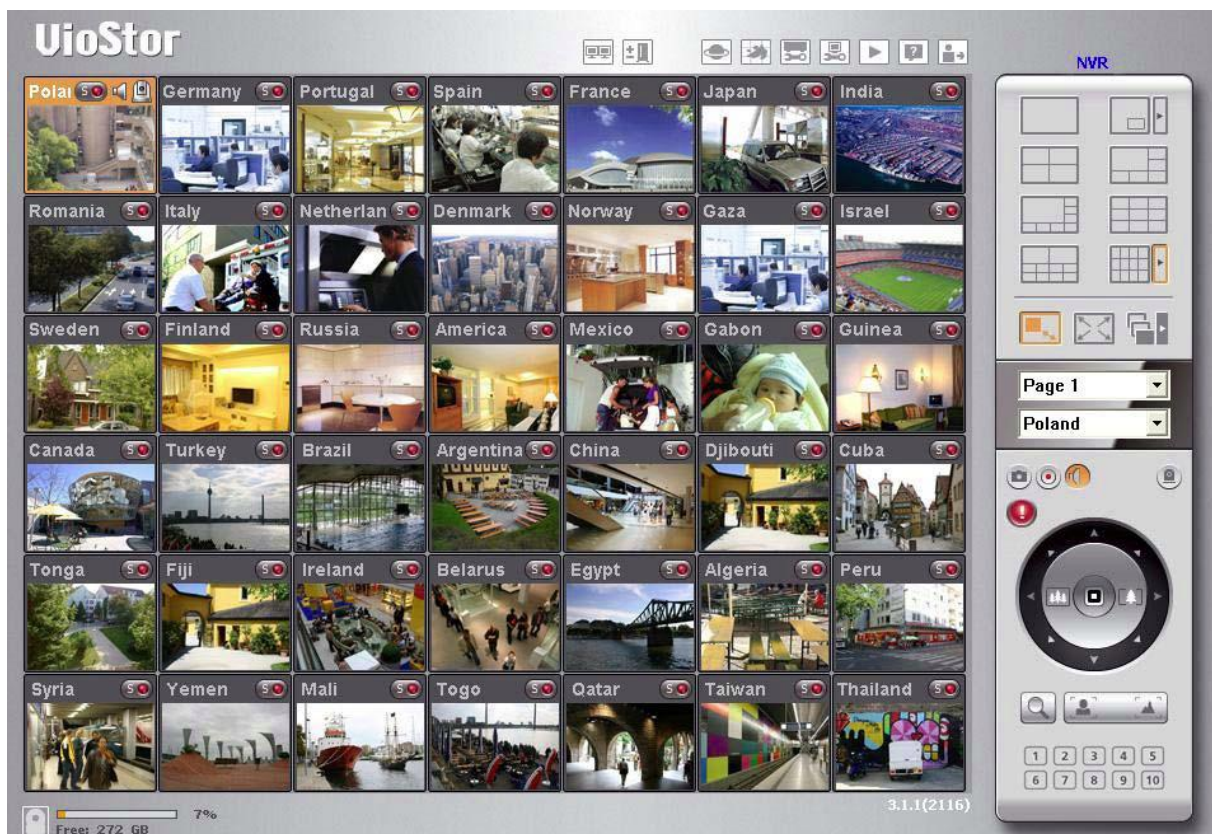 VioStor
NVR
Polar S
Germany S
Portugal S
Spain S
France S
Japan S
India S
Romania S
Italy S
Netherlan S
Denmark S
Norway S
Gaza S
Israel S
Sweden S
Finland S
Russia S
America S
Mexico S
Gabon S
Guinea S
Page 1
Poland
Canada S
Turkey S
Brazil S
Argentina S
China S
Djibouti S
Cuba S
Tonga S
Fiji S
Ireland S
Belarus S
Egypt S
Algeria S
Peru S
Syria S
Yemen S
Mali S
Togo S
Qatar S
Taiwan S
Thailand S
1 2 3 4 5
6 7 8 9 10
3.1.1(2116)
7%
Free: 272 GB